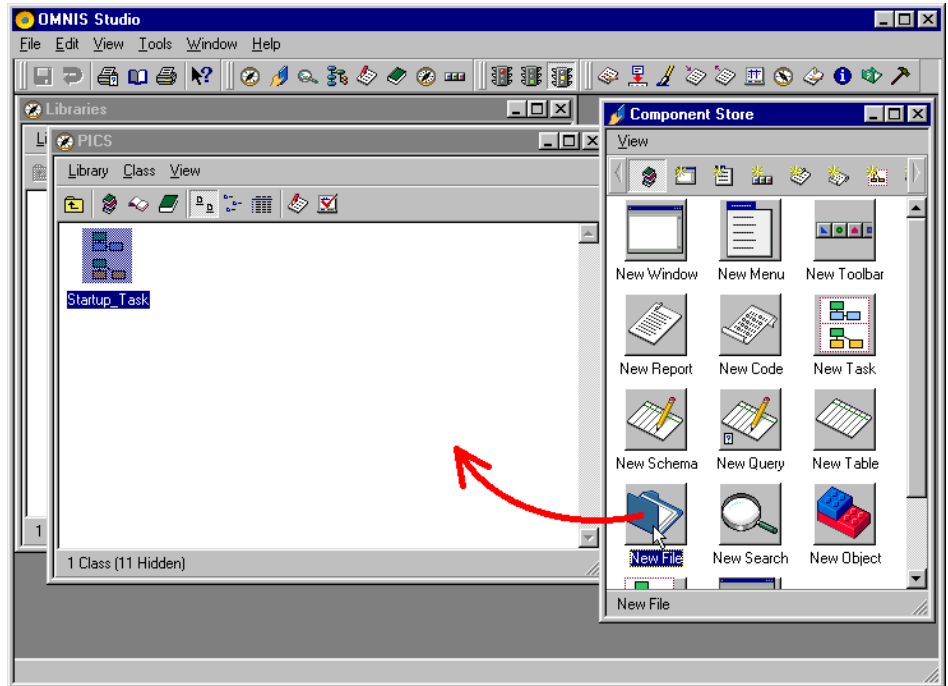 OMNIS Studio
File Edit View Tools Window Help
Libraries
Li
PICS
Library Class View
Startup_Task
1
1 Class (11 Hidden)
Component Store
View
New Window New Menu New Toolbar
New Report New Code New Task
New Schema New Query New Table
New File New Search New Object
New File